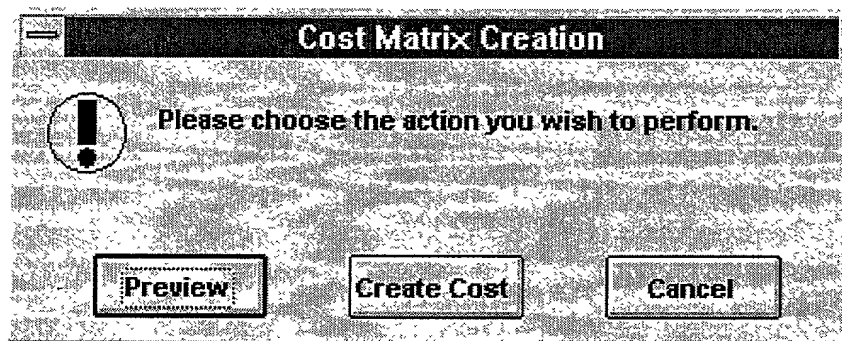 Cost Matrix Creation
Please choose the action you wish to perform.
Preview
Create Cost
Cancel